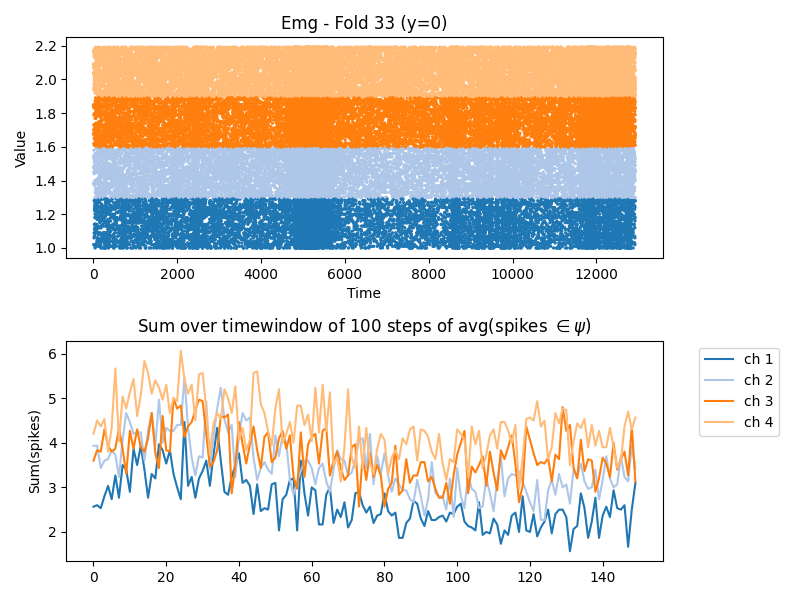 Emg - Fold 33 (y=0)
Value
2.2
2.0
1.8
1.6
1.4
1.2
1.0
0 2000 4000 6000 8000 10000 12000
Time
Sum over timewindow of 100 steps of avg(spikes ∈ψ)
Sum(spikes)
6
5
4
3
2
0 20 40 60 80 100 120 140
ch 1
ch 2
ch 3
ch 4